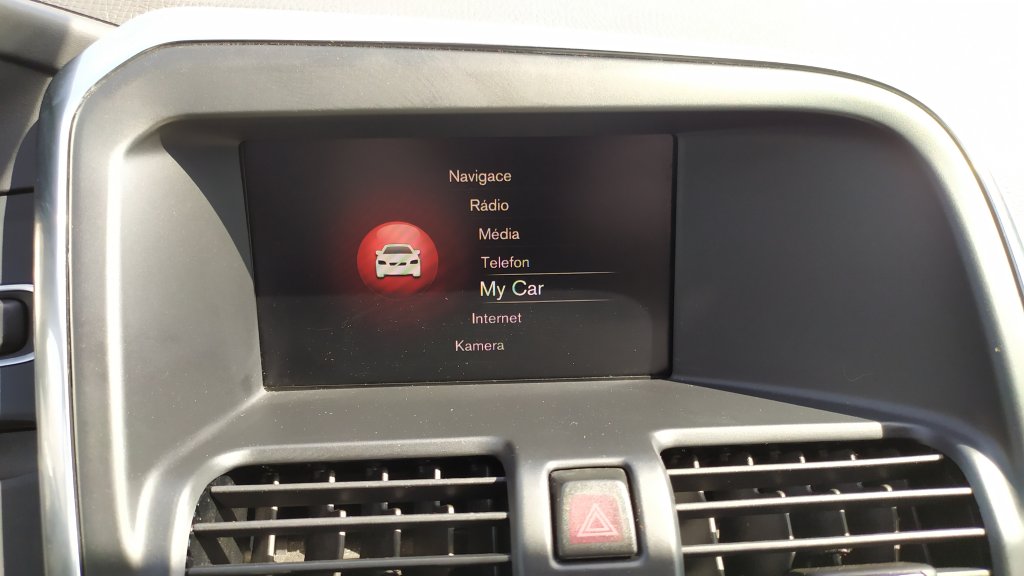 Navigace
Rádio
Média
Telefon
My Car
Internet
Kamera